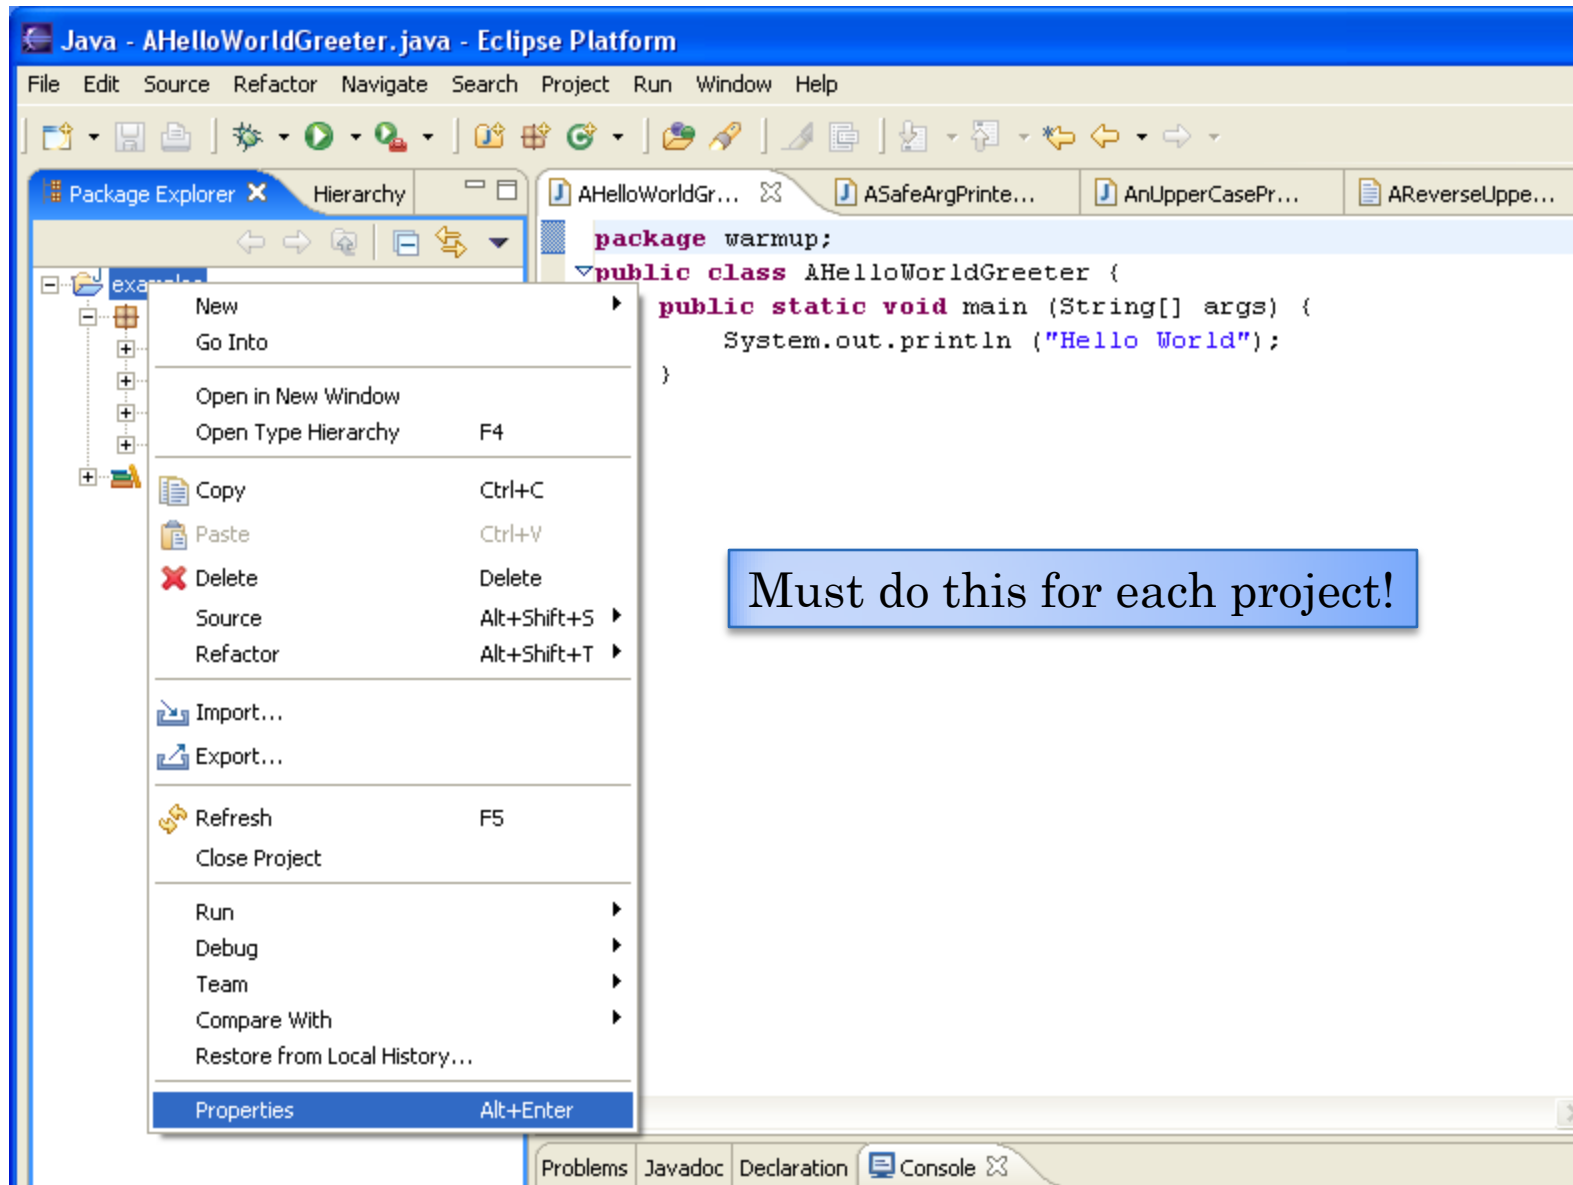 Java - AHelloWorldGreeter.java - Eclipse Platform
File Edit Source Refactor Navigate Search Project Run Window Help
Package Explorer Hierarchy
AHelloWorldGr... ASafeArgPrinte... AnUpperCasePr... AReverseUppe...
package warmup;
public class AHelloWorldGreeter {
public static void main (String[] args) {
System.out.println ("Hello World");
}
New
Go Into
Open in New Window
Open Type Hierarchy F4
Copy Ctrl+C
Paste Ctrl+V
Delete Delete
Source Alt+Shift+S
Refactor Alt+Shift+T
Import...
Export...
Refresh F5
Close Project
Run
Debug
Team
Compare With
Restore from Local History...
Properties Alt+Enter
Must do this for each project!
Problems Javadoc Declaration Console